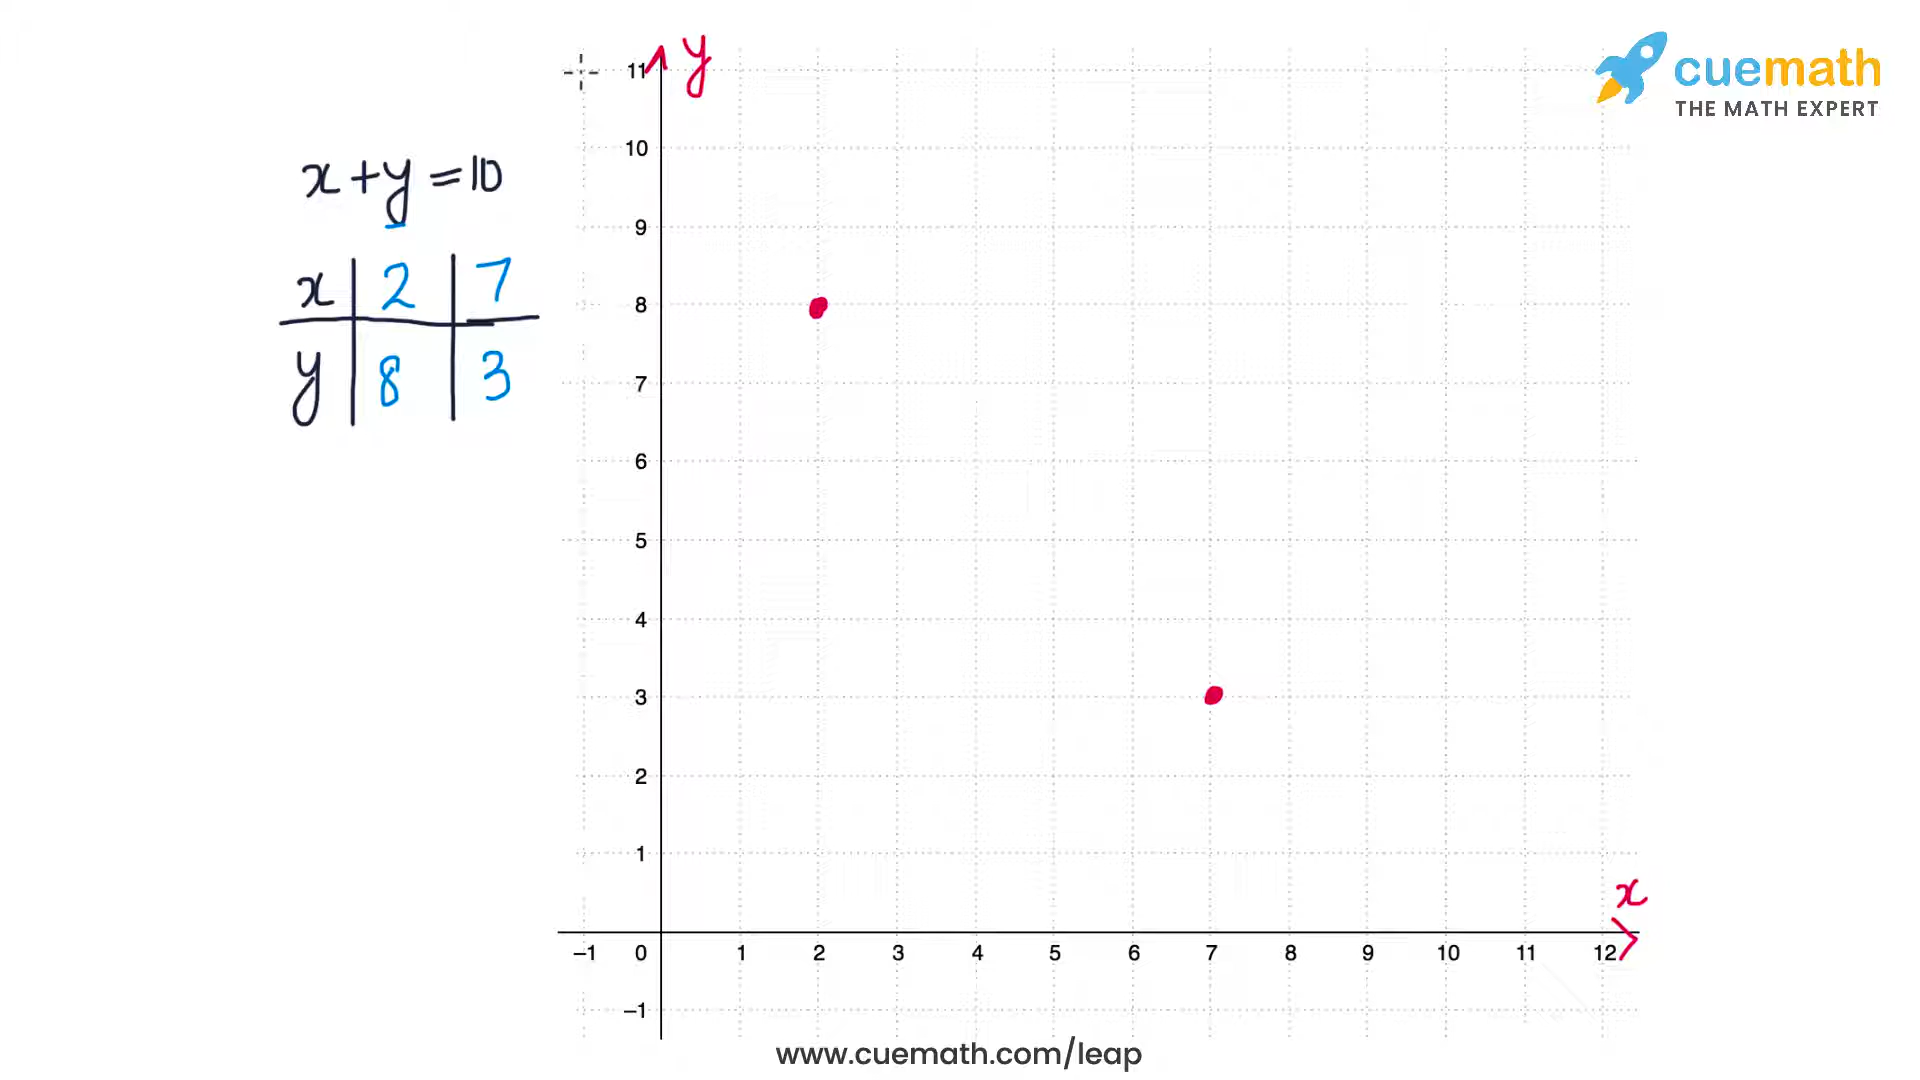 cuemath
THE MATH EXPERT
x + y = 10
x 2 7
y 8 3
y
11
10
9
8
7
6
5
4
3
2
1
x
–1 0 1 2 3 4 5 6 7 8 9 10 11 12
–1
www.cuemath.com/leap